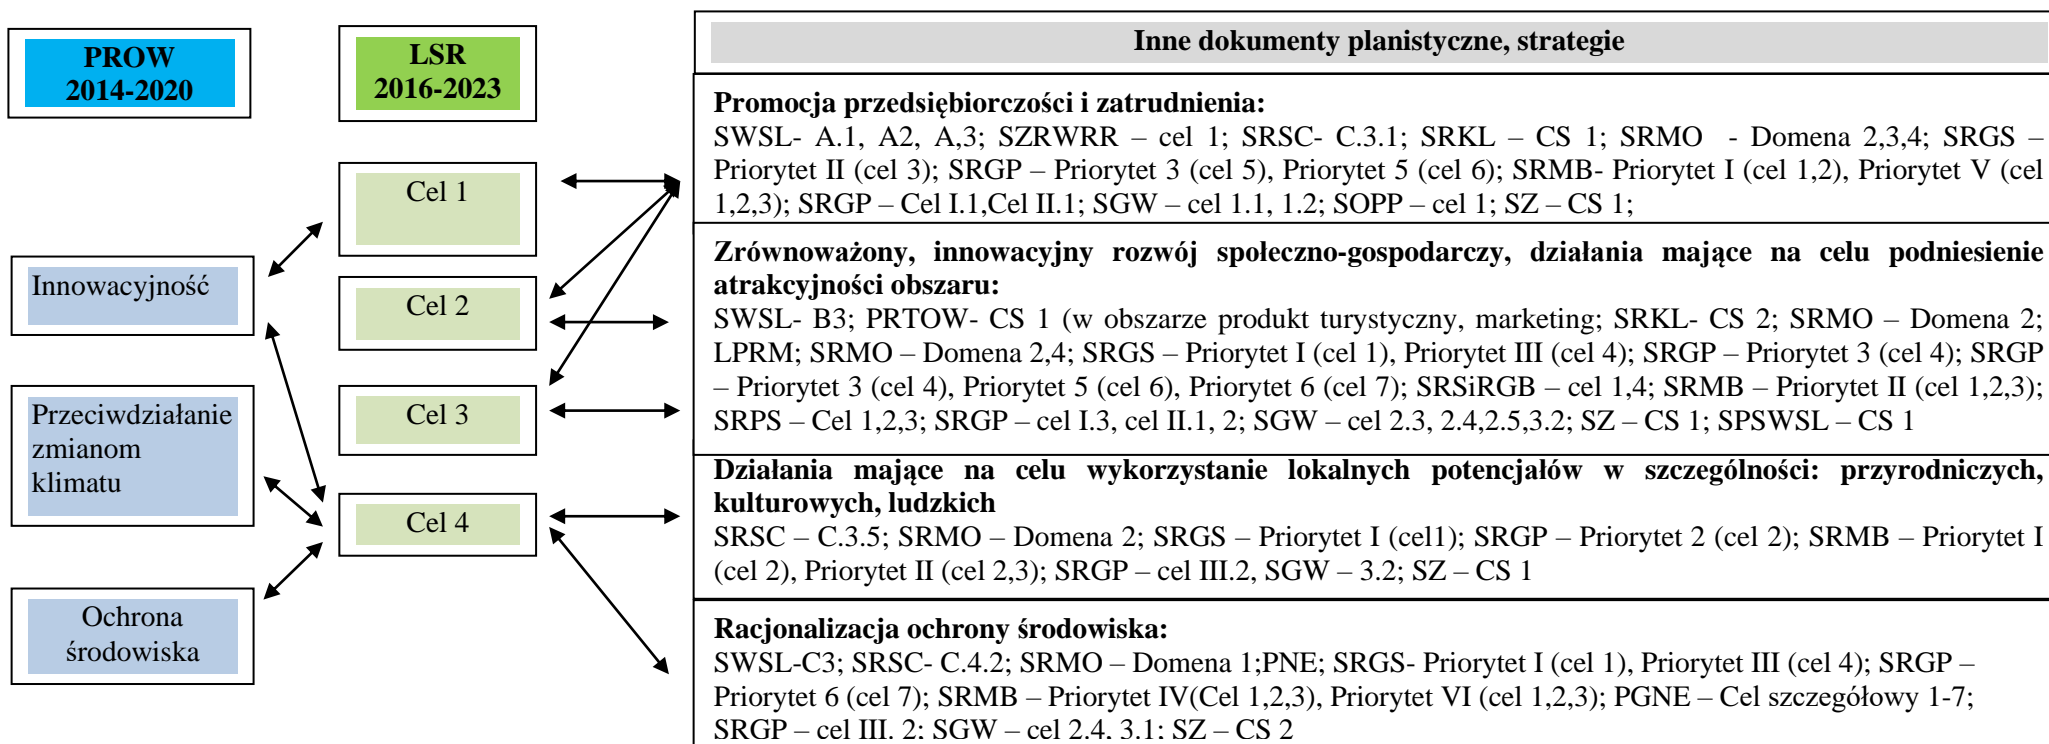 PROW
2014-2020
LSR
2016-2023
Inne dokumenty planistyczne, strategie
Innowacyjność
Przeciwdziałanie
zmianom
klimatu
Ochrona
środowiska
Cel 1
Cel 2
Cel 3
Cel 4
Promocja przedsiębiorczości i zatrudnienia:
SWSL- A.1, A2, A,3; SZRWRR – cel 1; SRSC- C.3.1; SRKL – CS 1; SRMO - Domena 2,3,4; SRGS –
Priorytet II (cel 3); SRGP – Priorytet 3 (cel 5), Priorytet 5 (cel 6); SRMB- Priorytet I (cel 1,2), Priorytet V (cel
1,2,3); SRGP – Cel I.1,Cel II.1; SGW – cel 1.1, 1.2; SOPP – cel 1; SZ – CS 1;
Zrównoważony, innowacyjny rozwój społeczno-gospodarczy, działania mające na celu podniesienie
atrakcyjności obszaru:
SWSL- B3; PRTOW- CS 1 (w obszarze produkt turystyczny, marketing; SRKL- CS 2; SRMO – Domena 2;
LPRM; SRMO – Domena 2,4; SRGS – Priorytet I (cel 1), Priorytet III (cel 4); SRGP – Priorytet 3 (cel 4); SRGP
– Priorytet 3 (cel 4), Priorytet 5 (cel 6), Priorytet 6 (cel 7); SRSiRGB – cel 1,4; SRMB – Priorytet II (cel 1,2,3);
SRPS – Cel 1,2,3; SRGP – cel I.3, cel II.1, 2; SGW – cel 2.3, 2.4,2.5,3.2; SZ – CS 1; SPSWSL – CS 1
Działania mające na celu wykorzystanie lokalnych potencjałów w szczególności: przyrodniczych,
kulturowych, ludzkich
SRSC – C.3.5; SRMO – Domena 2; SRGS – Priorytet I (cel1); SRGP – Priorytet 2 (cel 2); SRMB – Priorytet I
(cel 2), Priorytet II (cel 2,3); SRGP – cel III.2, SGW – 3.2; SZ – CS 1
Racjonalizacja ochrony środowiska:
SWSL-C3; SRSC- C.4.2; SRMO – Domena 1;PNE; SRGS- Priorytet I (cel 1), Priorytet III (cel 4); SRGP –
Priorytet 6 (cel 7); SRMB – Priorytet IV(Cel 1,2,3), Priorytet VI (cel 1,2,3); PGNE – Cel szczegółowy 1-7;
SRGP – cel III. 2; SGW – cel 2.4, 3.1; SZ – CS 2